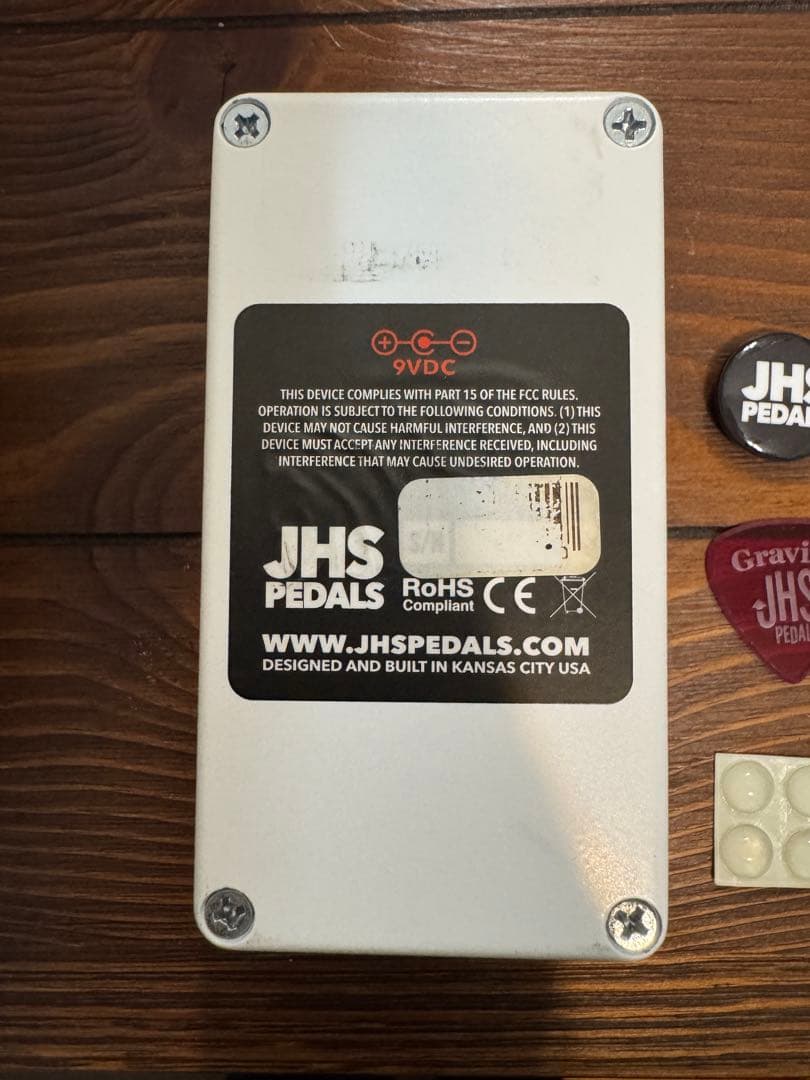 + C -
9VDC
THIS DEVICE COMPLIES WITH PART 15 OF THE FCC RULES.
OPERATION IS SUBJECT TO THE FOLLOWING CONDITIONS. (1) THIS
DEVICE MAY NOT CAUSE HARMFUL INTERFERENCE, AND (2) THIS
DEVICE MUST ACCEPT ANY INTERFERENCE RECEIVED, INCLUDING
INTERFERENCE THAT MAY CAUSE UNDESIRED OPERATION.
S/N
JHS
PEDALS
RoHS
Compliant
CE
WWW.JHSPEDALS.COM
DESIGNED AND BUILT IN KANSAS CITY USA
JHS
PEDAL
Gravi
JHS
PEDAL